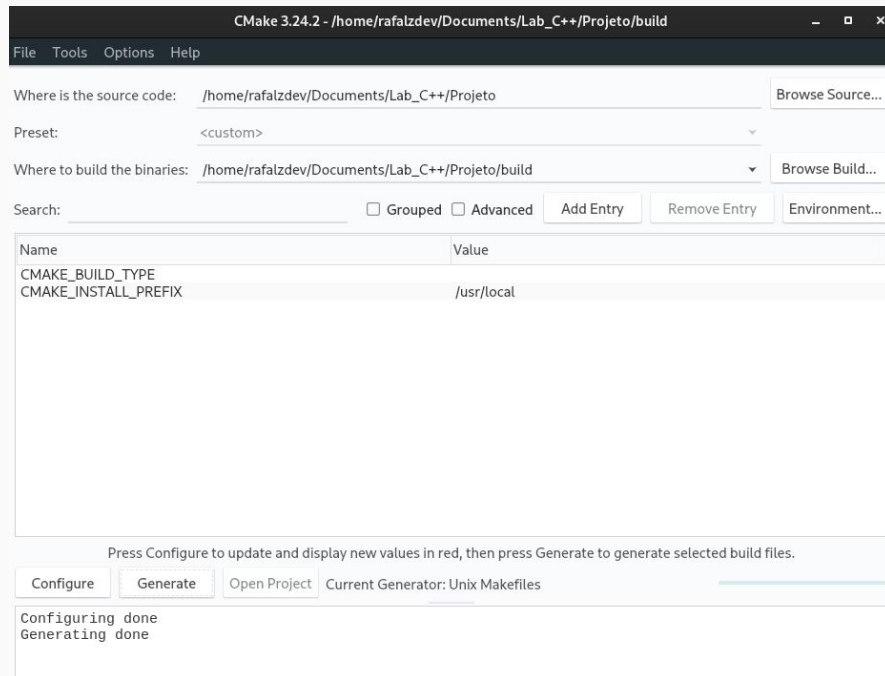 CMake 3.24.2 - /home/rafalzdev/Documents/Lab_C++/Projeto/build
File Tools Options Help
Where is the source code: /home/rafalzdev/Documents/Lab_C++/Projeto Browse Source...
Preset: <custom>
Where to build the binaries: /home/rafalzdev/Documents/Lab_C++/Projeto/build Browse Build...
Search: Grouped Advanced Add Entry Remove Entry Environment...
Name Value
CMAKE_BUILD_TYPE
CMAKE_INSTALL_PREFIX /usr/local
Press Configure to update and display new values in red, then press Generate to generate selected build files.
Configure Generate Open Project Current Generator: Unix Makefiles
Configuring done
Generating done